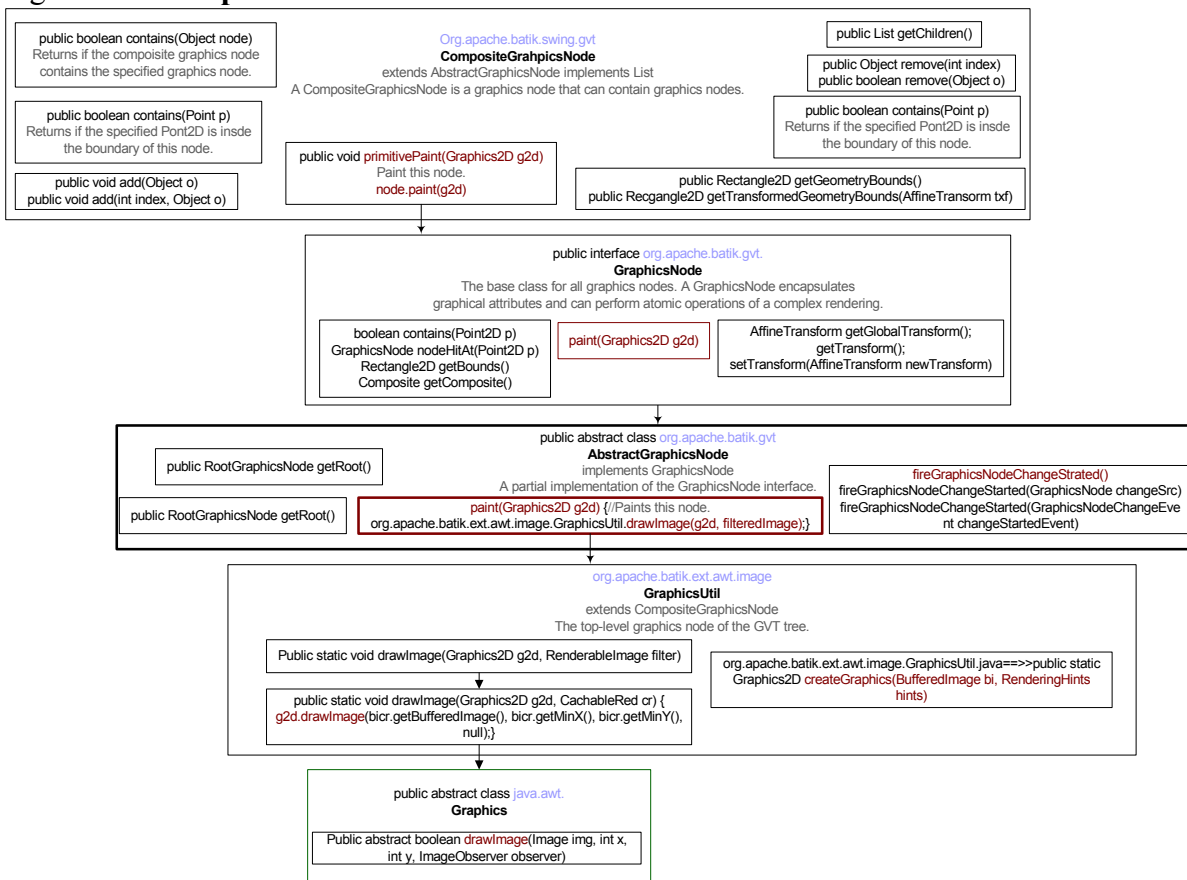 public boolean contains(Object node)
Returns if the compoisite graphics node
contains the specified graphics node.
Org.apache.batik.swing.gvt
CompositeGrahpicsNode
extends AbstractGraphicsNode implements List
A CompositeGraphicsNode is a graphics node that can contain graphics nodes.
public List getChildren()
public Object remove(int index)
public boolean remove(Object o)
public boolean contains(Point p)
Returns if the specified Pont2D is insde
the boundary of this node.
public boolean contains(Point p)
Returns if the specified Pont2D is insde
the boundary of this node.
public void primitivePaint(Graphics2D g2d)
Paint this node.
node.paint(g2d)
public void add(Object o)
public void add(int index, Object o)
public Rectangle2D getGeometryBounds()
public Recgangle2D getTransformedGeometryBounds(AffineTransorm txf)
public interface org.apache.batik.gvt.
GraphicsNode
The base class for all graphics nodes. A GraphicsNode encapsulates
graphical attributes and can perform atomic operations of a complex rendering.
boolean contains(Point2D p)
GraphicsNode nodeHitAt(Point2D p)
Rectangle2D getBounds()
Composite getComposite()
paint(Graphics2D g2d)
AffineTransform getGlobalTransform();
getTransform();
setTransform(AffineTransform newTransform)
public abstract class org.apache.batik.gvt
AbstractGraphicsNode
implements GraphicsNode
A partial implementation of the GraphicsNode interface.
public RootGraphicsNode getRoot()
public RootGraphicsNode getRoot()
paint(Graphics2D g2d) {//Paints this node.
org.apache.batik.ext.awt.image.GraphicsUtil.drawImage(g2d, filteredImage);}
fireGraphicsNodeChangeStrated()
fireGraphicsNodeChangeStarted(GraphicsNode changeSrc)
fireGraphicsNodeChangeStarted(GraphicsNodeChangeEve
nt changeStartedEvent)
org.apache.batik.ext.awt.image
GraphicsUtil
extends CompositeGraphicsNode
The top-level graphics node of the GVT tree.
Public static void drawImage(Graphics2D g2d, RenderableImage filter)
public static void drawImage(Graphics2D g2d, CachableRed cr) {
g2d.drawImage(bicr.getBufferedImage(), bicr.getMinX(), bicr.getMinY(),
null);}
org.apache.batik.ext.awt.image.GraphicsUtil.java==>>public static
Graphics2D createGraphics(BufferedImage bi, RenderingHints
hints)
public abstract class java.awt.
Graphics
Public abstract boolean drawImage(Image img, int x,
int y, ImageObserver observer)